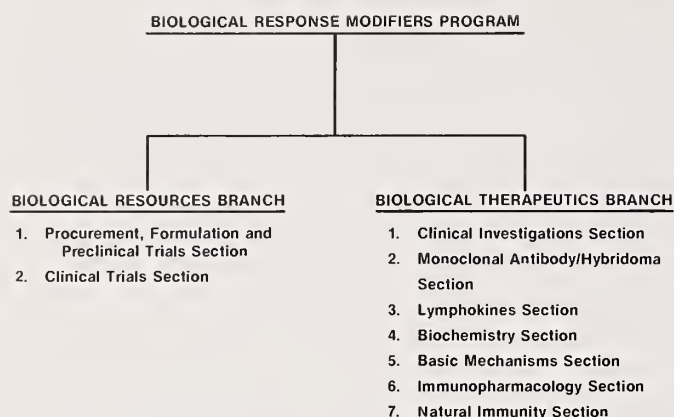 BIOLOGICAL RESPONSE MODIFIERS PROGRAM
BIOLOGICAL RESOURCES BRANCH
1. Procurement, Formulation and
Preclinical Trials Section
2. Clinical Trials Section
BIOLOGICAL THERAPEUTICS BRANCH
1. Clinical Investigations Section
2. Monoclonal Antibody/Hybridoma
Section
3. Lymphokines Section
4. Biochemistry Section
5. Basic Mechanisms Section
6. Immunopharmacology Section
7. Natural Immunity Section